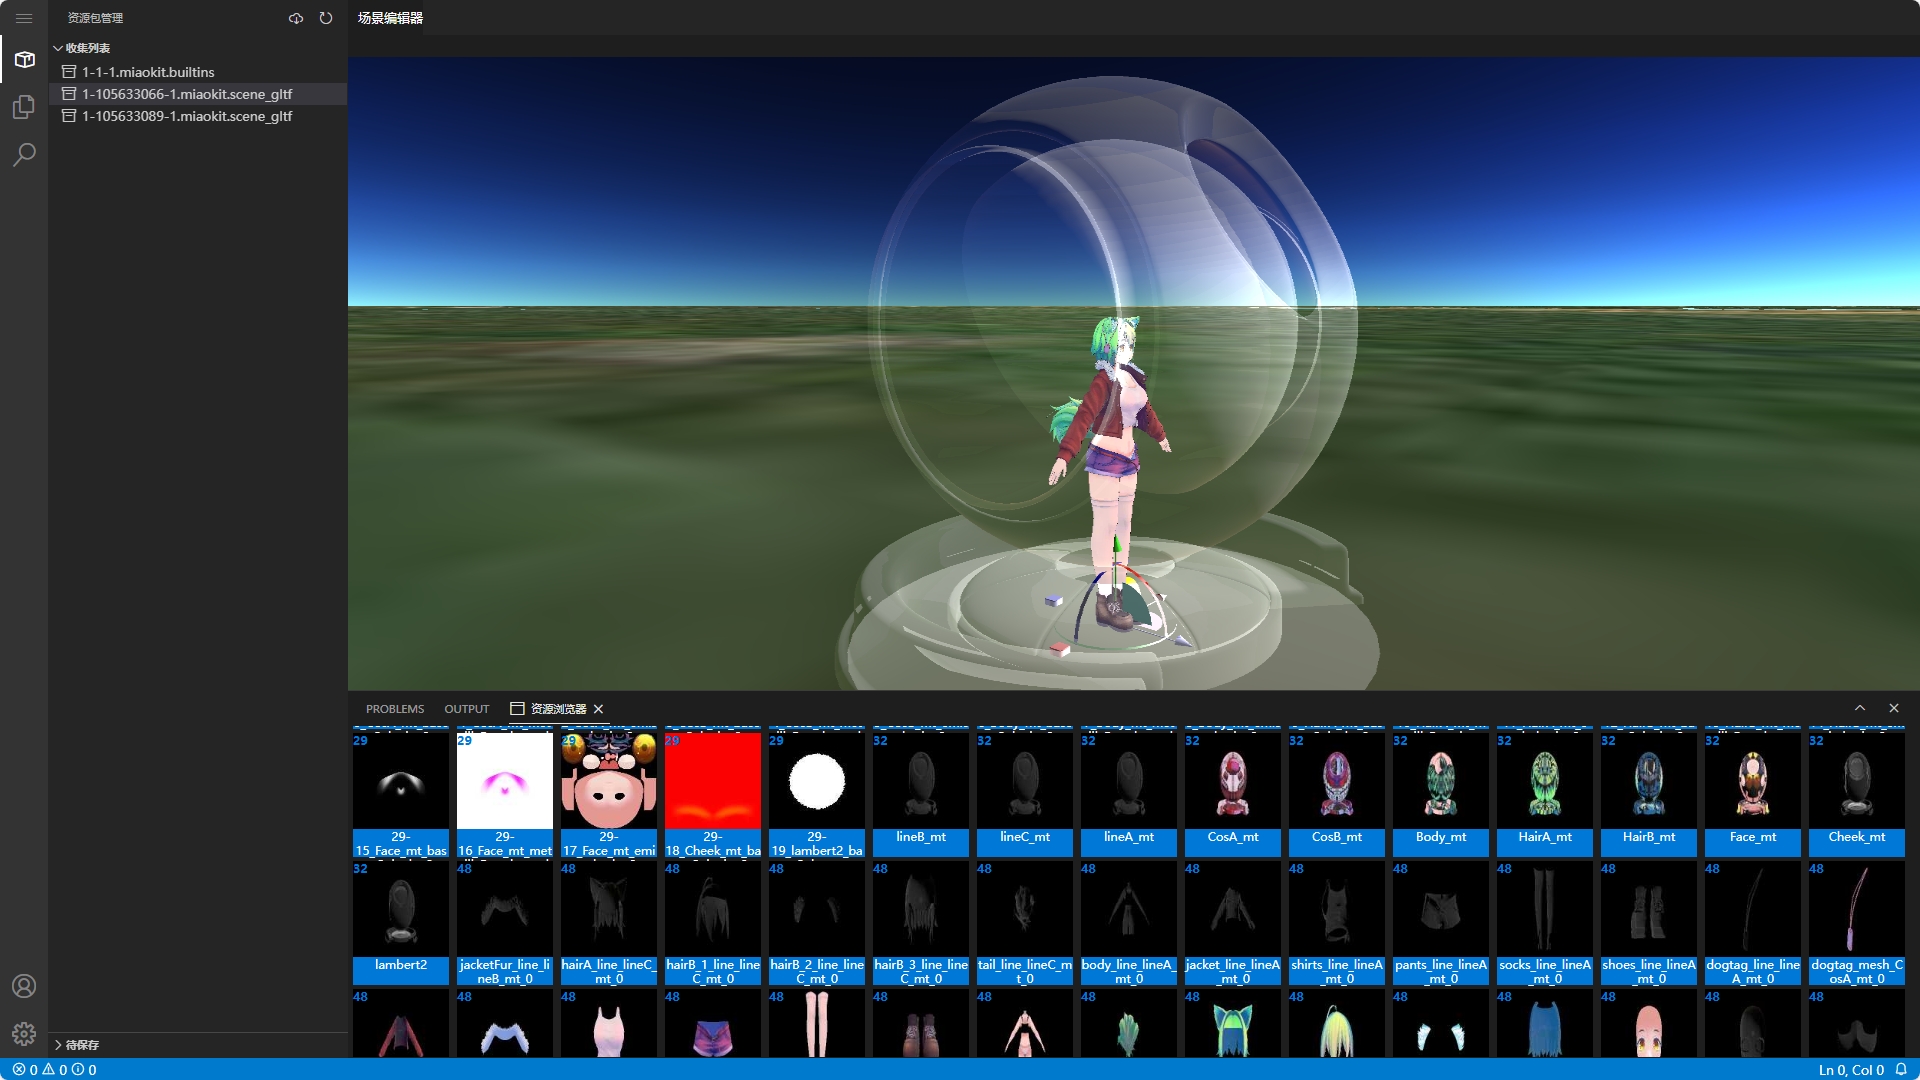 资源包管理
场景编辑器
收集列表
1-1-1.miaokit.builtins
1-105633066-1.miaokit.scene_gltf
1-105633089-1.miaokit.scene_gltf
PROBLEMS OUTPUT 资源浏览器
29 29 29 29 29 32 32 32 32 32 32 32 32 32 32
29- 29- 29- 29- 29- lineB_mt lineC_mt lineA_mt CosA_mt CosB_mt Body_mt HairA_mt HairB_mt Face_mt Cheek_mt
15_Face_mt_bas 16_Face_mt_met 17_Face_mt_emi 18_Cheek_mt_ba 19_lambert2_ba
32 48 48 48 48 48 48 48 48 48 48 48 48 48 48
lambert2 jacketFur_line_li hairA_line_lineC_ hairB_1_line_line hairB_2_line_line hairB_3_line_line tail_line_lineC_m body_line_lineA_ jacket_line_lineA shirts_line_lineA pants_line_lineA socks_line_lineA shoes_line_lineA dogtag_line_line dogtag_mesh_C
neB_mt_0 mt_0 C_mt_0 C_mt_0 C_mt_0 t_0 mt_0 _mt_0 _mt_0 _mt_0 _mt_0 _mt_0 A_mt_0 osA_mt_0
48 48 48 48 48 48 48 48 48 48 48 48 48 48 48
待保存
0 0 0
Ln 0, Col 0